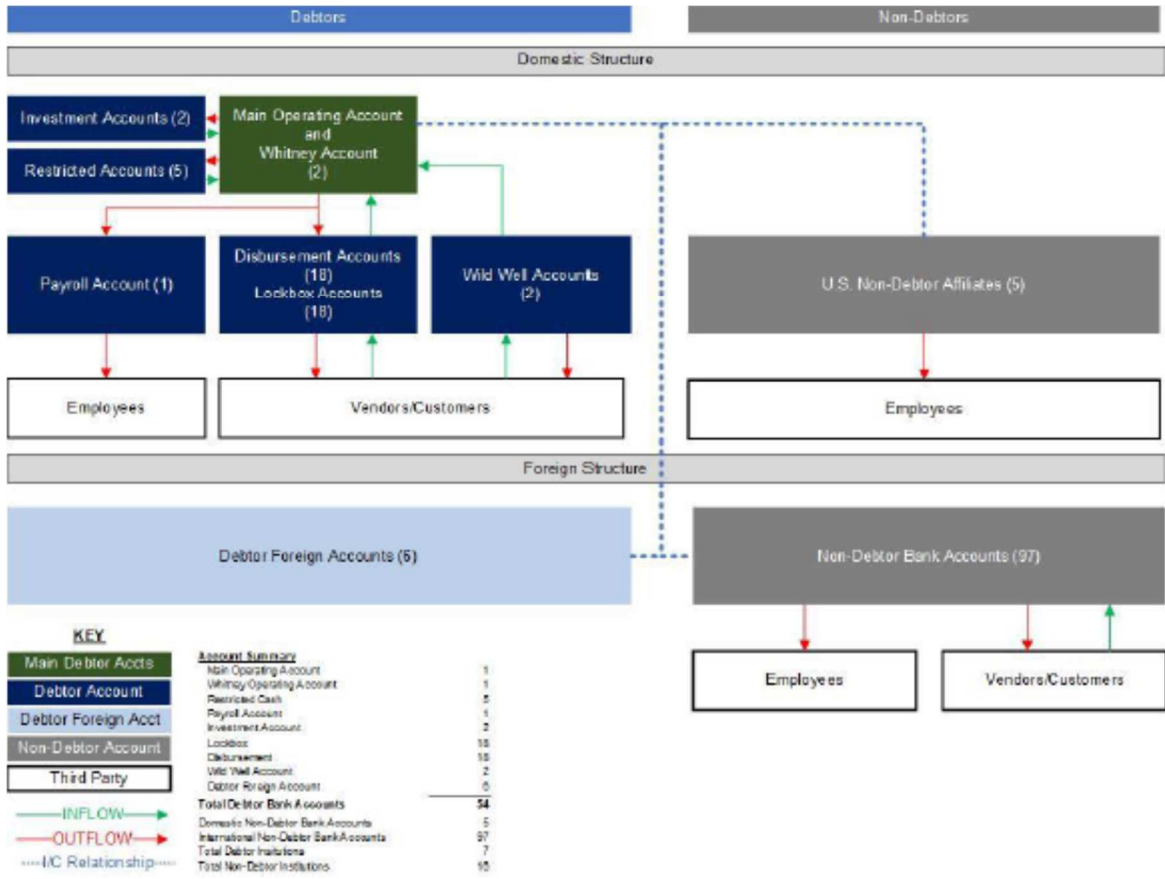 Debtors
Non-Debtors
Domestic Structure
Investment Accounts (2)
Restricted Accounts (5)
Main Operating Account
and
Whitney Account
(2)
Payroll Account (1)
Disbursement Accounts
(18)
Lockbox Accounts
(18)
Wild Well Accounts
(2)
U.S. Non-Debtor Affiliates (5)
Employees
Vendors/Customers
Employees
Foreign Structure
Debtor Foreign Accounts (6)
Non-Debtor Bank Accounts (97)
Employees
Vendors/Customers
KEY
Main Debtor Accts
Debtor Account
Debtor Foreign Acct
Non-Debtor Account
Third Party
INFLOW
OUTFLOW
I/C Relationship
Account Summary
Main Operating Account 1
Whitney Operating Account 1
Restricted Cash 5
Payroll Account 1
Investment Account 2
Lockbox 18
Disbursement 18
Wild Well Account 2
Debtor Foreign Account 6
Total Debtor Bank Accounts 54
Domestic Non-Debtor Bank Accounts 5
International Non-Debtor Bank Accounts 97
Total Debtor Insitutions 7
Total Non-Debtor Institutions